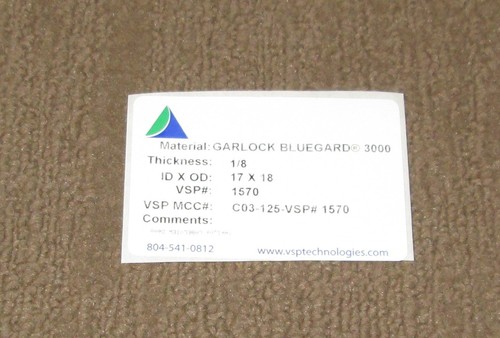 Material: GARLOCK BLUEGARD® 3000
Thickness: 1/8
ID X OD: 17 X 18
VSP#: 1570
VSP MCC#: C03-125-VSP# 1570
Comments:
804-541-0812 www.vsptechnologies.com